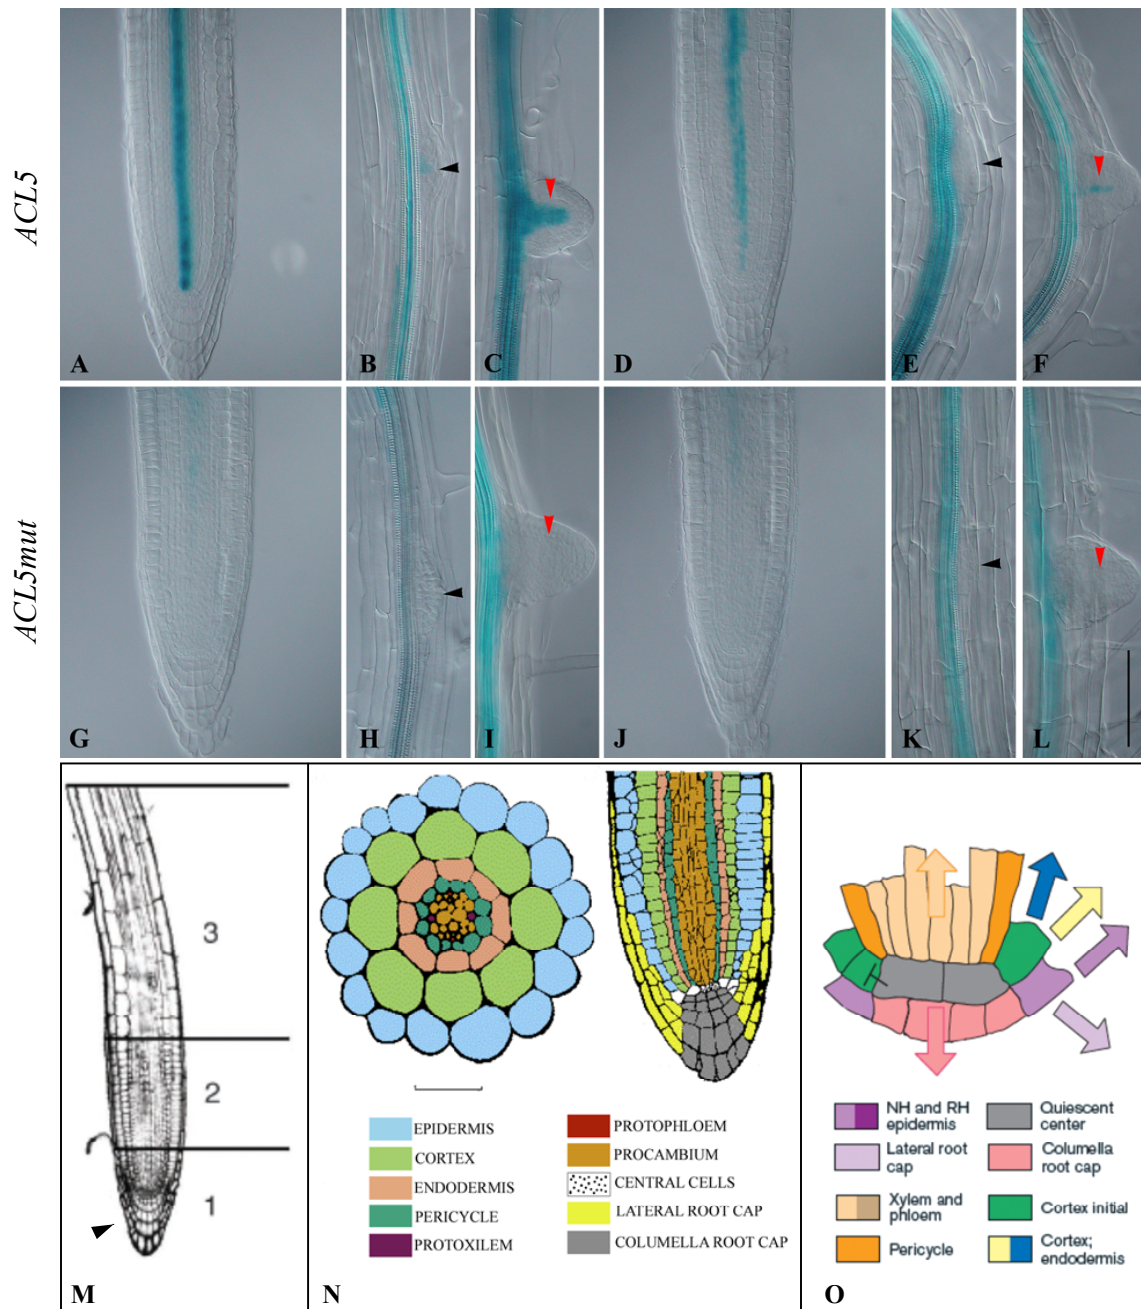 ACL5
A
B
C
D
E
F
ACL5mut
G
H
I
J
K
L
3
2
1
M
EPIDERMIS
CORTEX
ENDODERMIS
PERICYCLE
PROTOXILEM
PROTOPHLOEM
PROCAMBIUM
CENTRAL CELLS
LATERAL ROOT CAP
COLUMELLA ROOT CAP
N
NH and RH
epidermis
Lateral root
cap
Xylem and
phloem
Pericycle
Quiescent
center
Columella
root cap
Cortex initial
Cortex;
endodermis
O